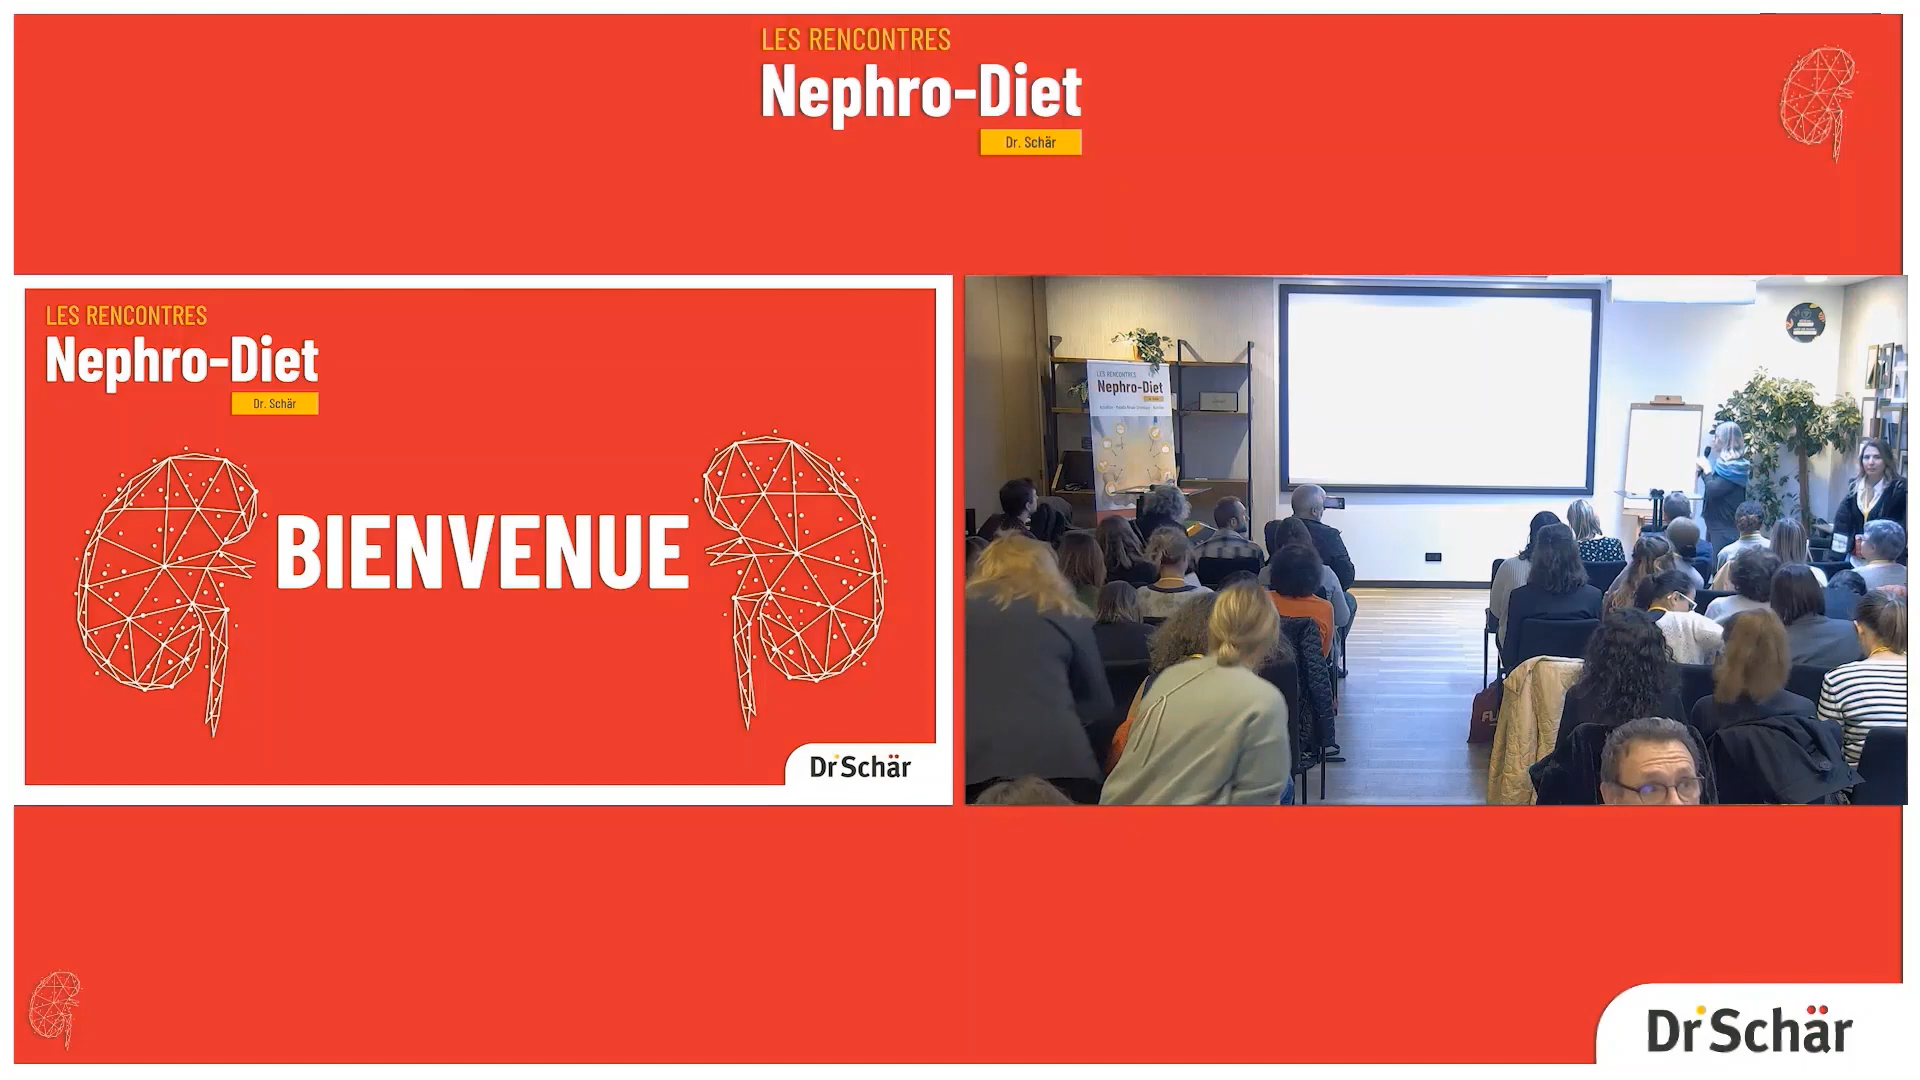 LES RENCONTRES
Nephro-Diet
Dr. Schär
LES RENCONTRES
Nephro-Diet
Dr. Schär
BIENVENUE
Dr Schär
LES RENCONTRES
Nephro-Diet
FL
Dr Schär